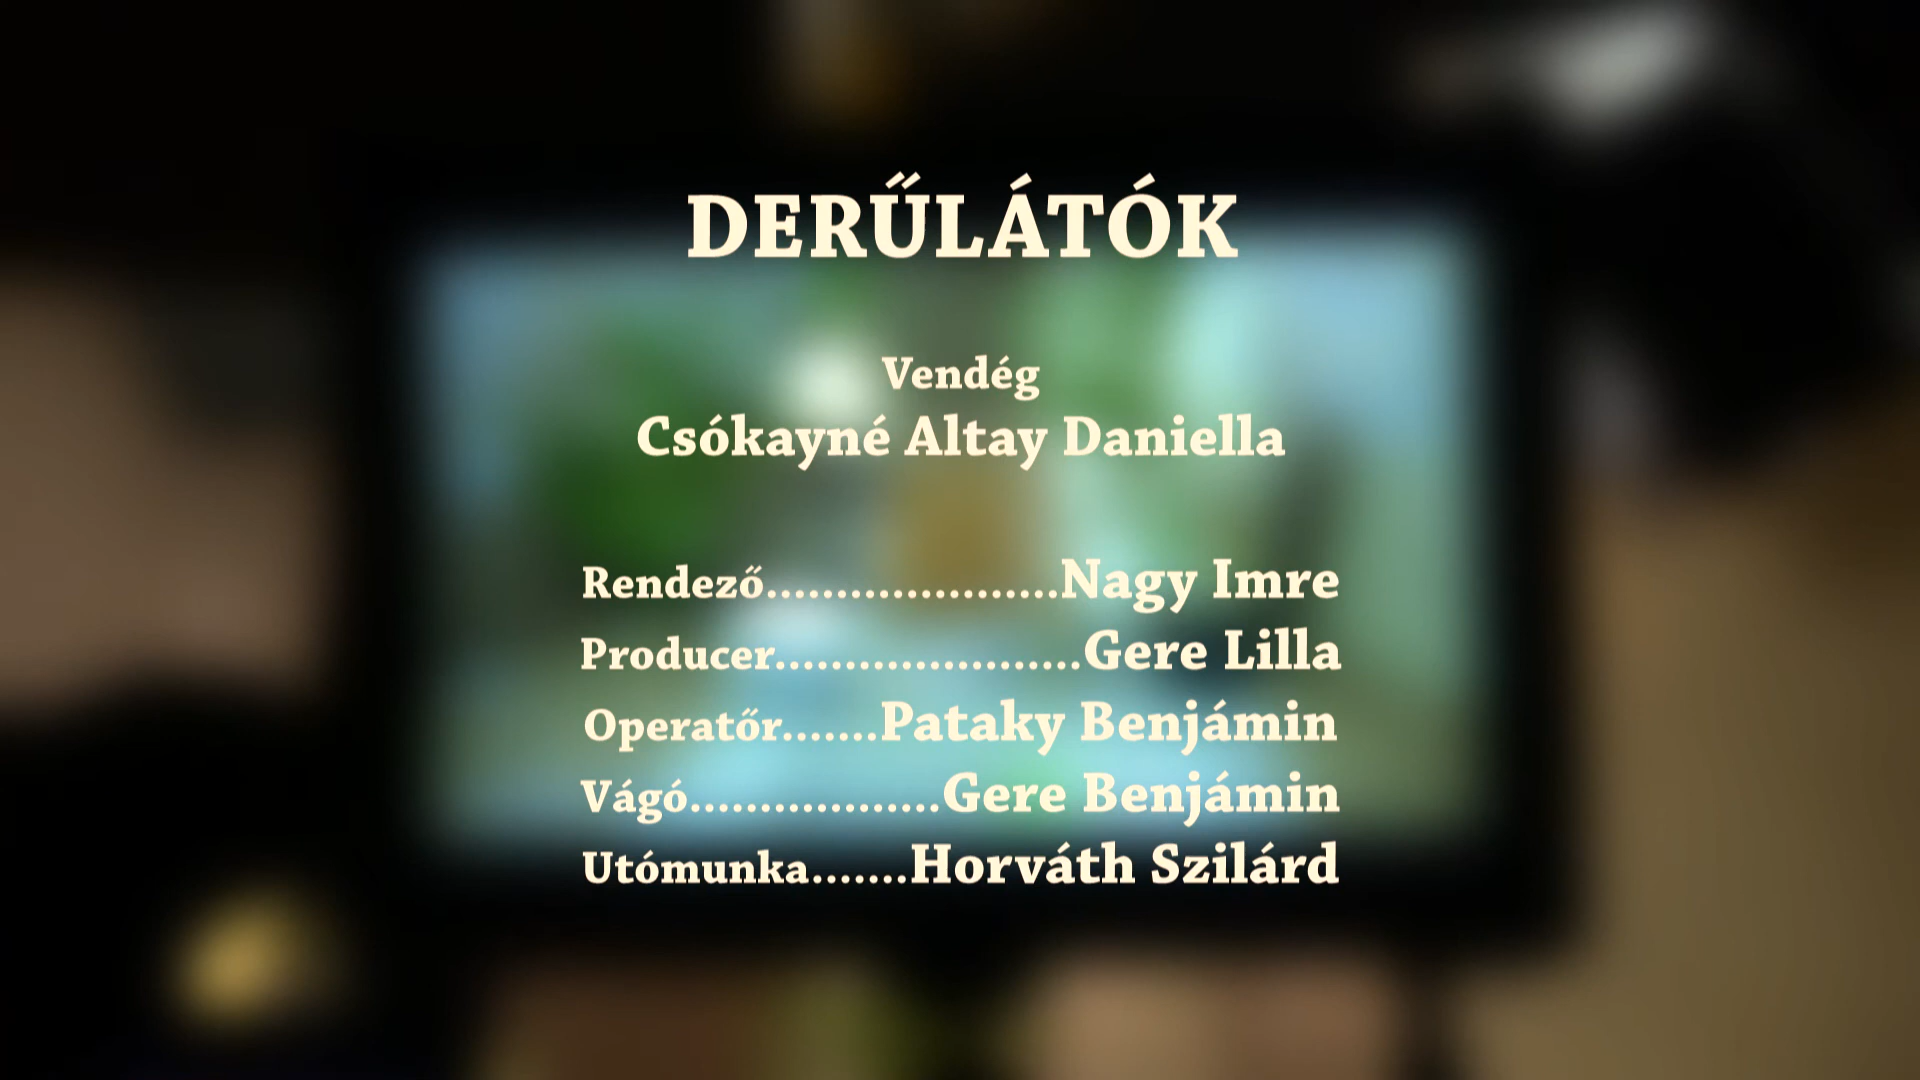 DERŰLÁTÓK
Vendég
Csókayné Altay Daniella
Rendező.....................Nagy Imre
Producer......................Gere Lilla
Operatőr.......Pataky Benjámin
Vágó..................Gere Benjámin
Utómunka.......Horváth Szilárd